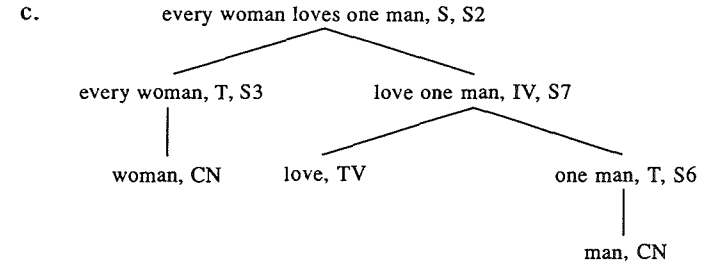 c. every woman loves one man, S, S2
every woman, T, S3 love one man, IV, S7
woman, CN love, TV one man, T, S6
man, CN